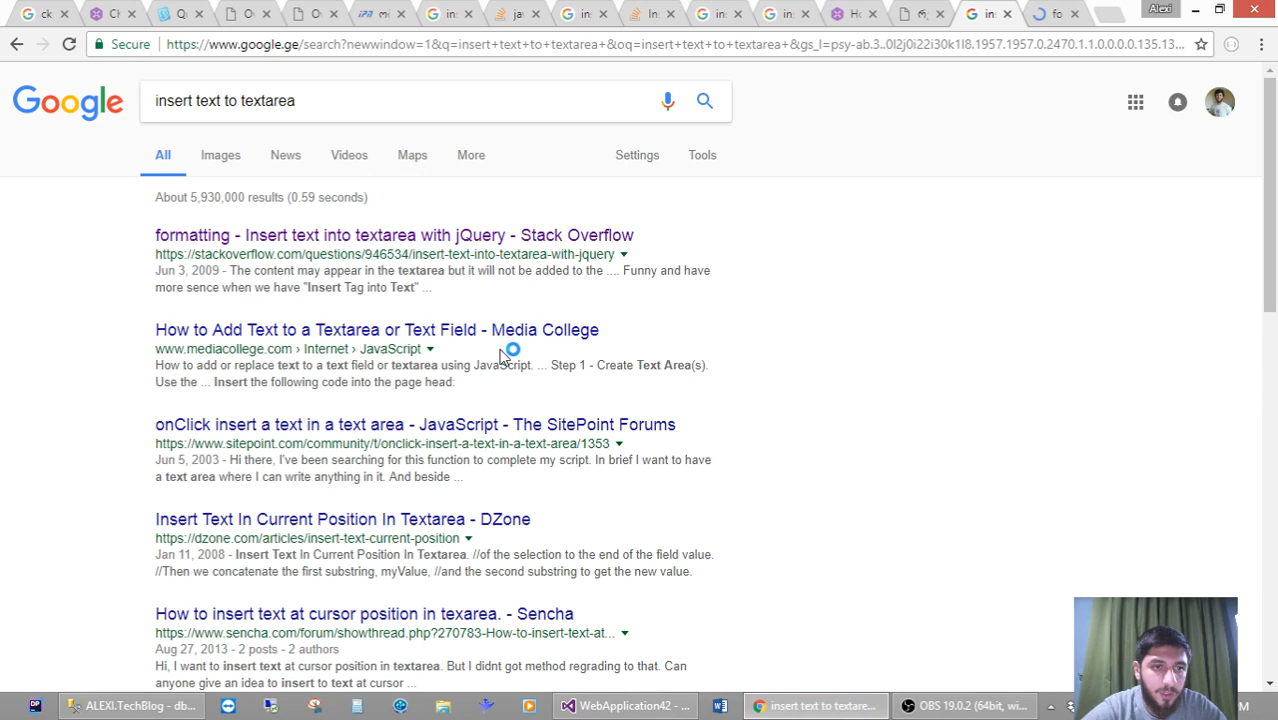 ck
Ch
Q
O
O
m
ins
ja
ins
Ins
ins
ins
Ho
ins
fo
Alexi
Secure
https://www.google.ge/search?newwindow=1&q=insert+text+to+textarea+&oq=insert+text+to+textarea+&gs_l=psy-ab.3...0l2j0i22i30k1l8.1957.1957.0.2470.1.1.0.0.0.0.135.13...
Google
insert text to textarea
All Images News Videos Maps More Settings Tools
About 5,930,000 results (0.59 seconds)
formatting - Insert text into textarea with jQuery - Stack Overflow
https://stackoverflow.com/questions/946534/insert-text-into-textarea-with-jquery
Jun 3, 2009 - The content may appear in the textarea but it will not be added to the .... Funny and have
more sence when we have "Insert Tag into Text" ...
How to Add Text to a Textarea or Text Field - Media College
www.mediacollege.com › Internet › JavaScript
How to add or replace text to a text field or textarea using JavaScript. ... Step 1 - Create Text Area(s).
Use the ... Insert the following code into the page head:
onClick insert a text in a text area - JavaScript - The SitePoint Forums
https://www.sitepoint.com/community/t/onclick-insert-a-text-in-a-text-area/1353
Jun 5, 2003 - Hi there, I've been searching for this function to complete my script. In brief I want to have
a text area where I can write anything in it. And beside ...
Insert Text In Current Position In Textarea - DZone
https://dzone.com/articles/insert-text-current-position
Jan 11, 2008 - Insert Text In Current Position In Textarea. //of the selection to the end of the field value.
//Then we concatenate the first substring, myValue, //and the second substring to get the new value.
How to insert text at cursor position in texarea. - Sencha
https://www.sencha.com/forum/showthread.php?270783-How-to-insert-text-at...
Aug 27, 2013 - 2 posts - 2 authors
Hi, I want to insert text at cursor position in textarea. But I didnt got method regrading to that. Can
anyone give an idea to insert to text at cursor ...
ALEXI.TechBlog - db...
WebApplication42 - ...
insert text to textare...
OBS 19.0.2 (64bit, wi...